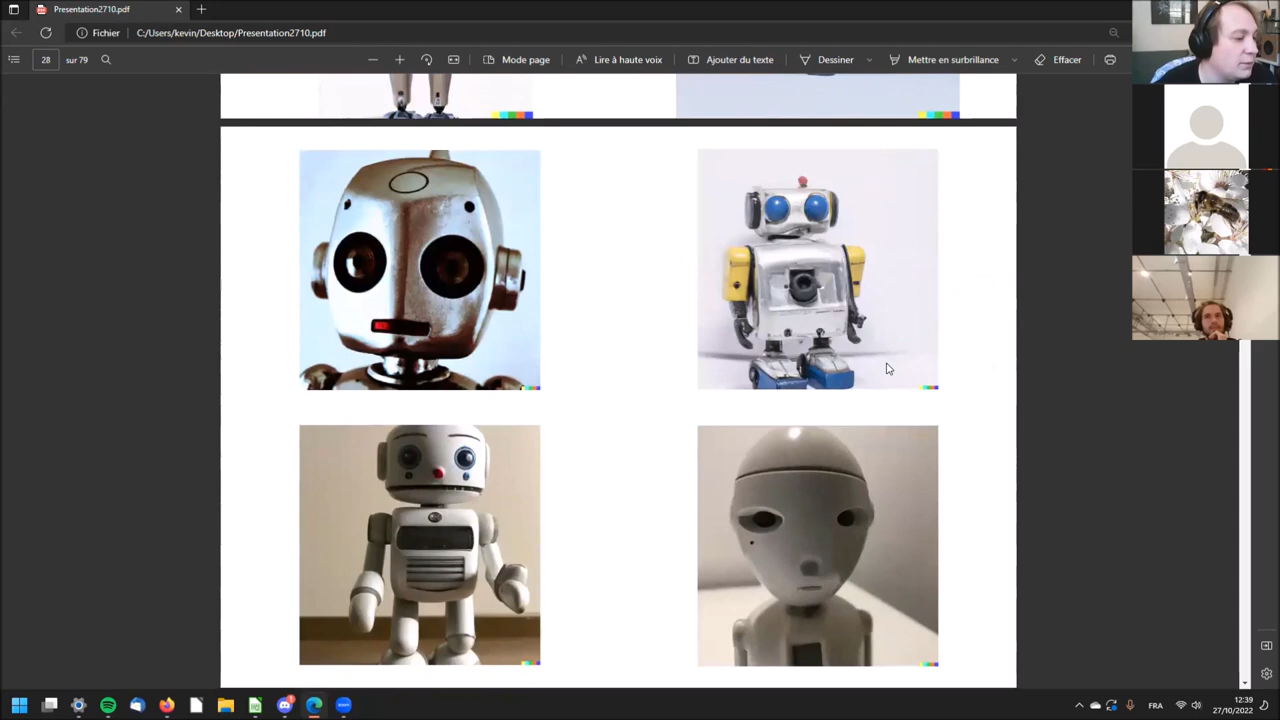 Presentation2710.pdf
Fichier
C:/Users/kevin/Desktop/Presentation2710.pdf
28
sur 79
Mode page
Lire à haute voix
Ajouter du texte
Dessiner
Mettre en surbrillance
Effacer
zoom
FRA
12:39
27/10/2022